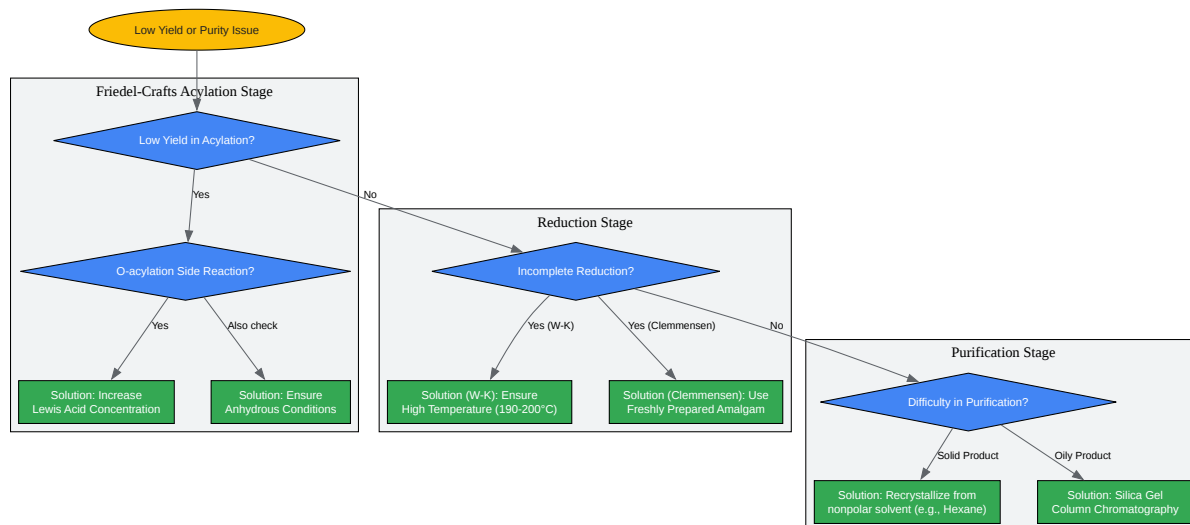 Low Yield or Purity Issue
Friedel-Crafts Acylation Stage
Low Yield in Acylation?
Yes
No
O-acylation Side Reaction?
Yes
Also check
Solution: Increase
Lewis Acid Concentration
Solution: Ensure
Anhydrous Conditions
Reduction Stage
Incomplete Reduction?
Yes (W-K)
Yes (Clemmensen)
No
Solution (W-K): Ensure
High Temperature (190-200°C)
Solution (Clemmensen): Use
Freshly Prepared Amalgam
Purification Stage
Difficulty in Purification?
Solid Product
Oily Product
Solution: Recrystallize from
nonpolar solvent (e.g., Hexane)
Solution: Silica Gel
Column Chromatography